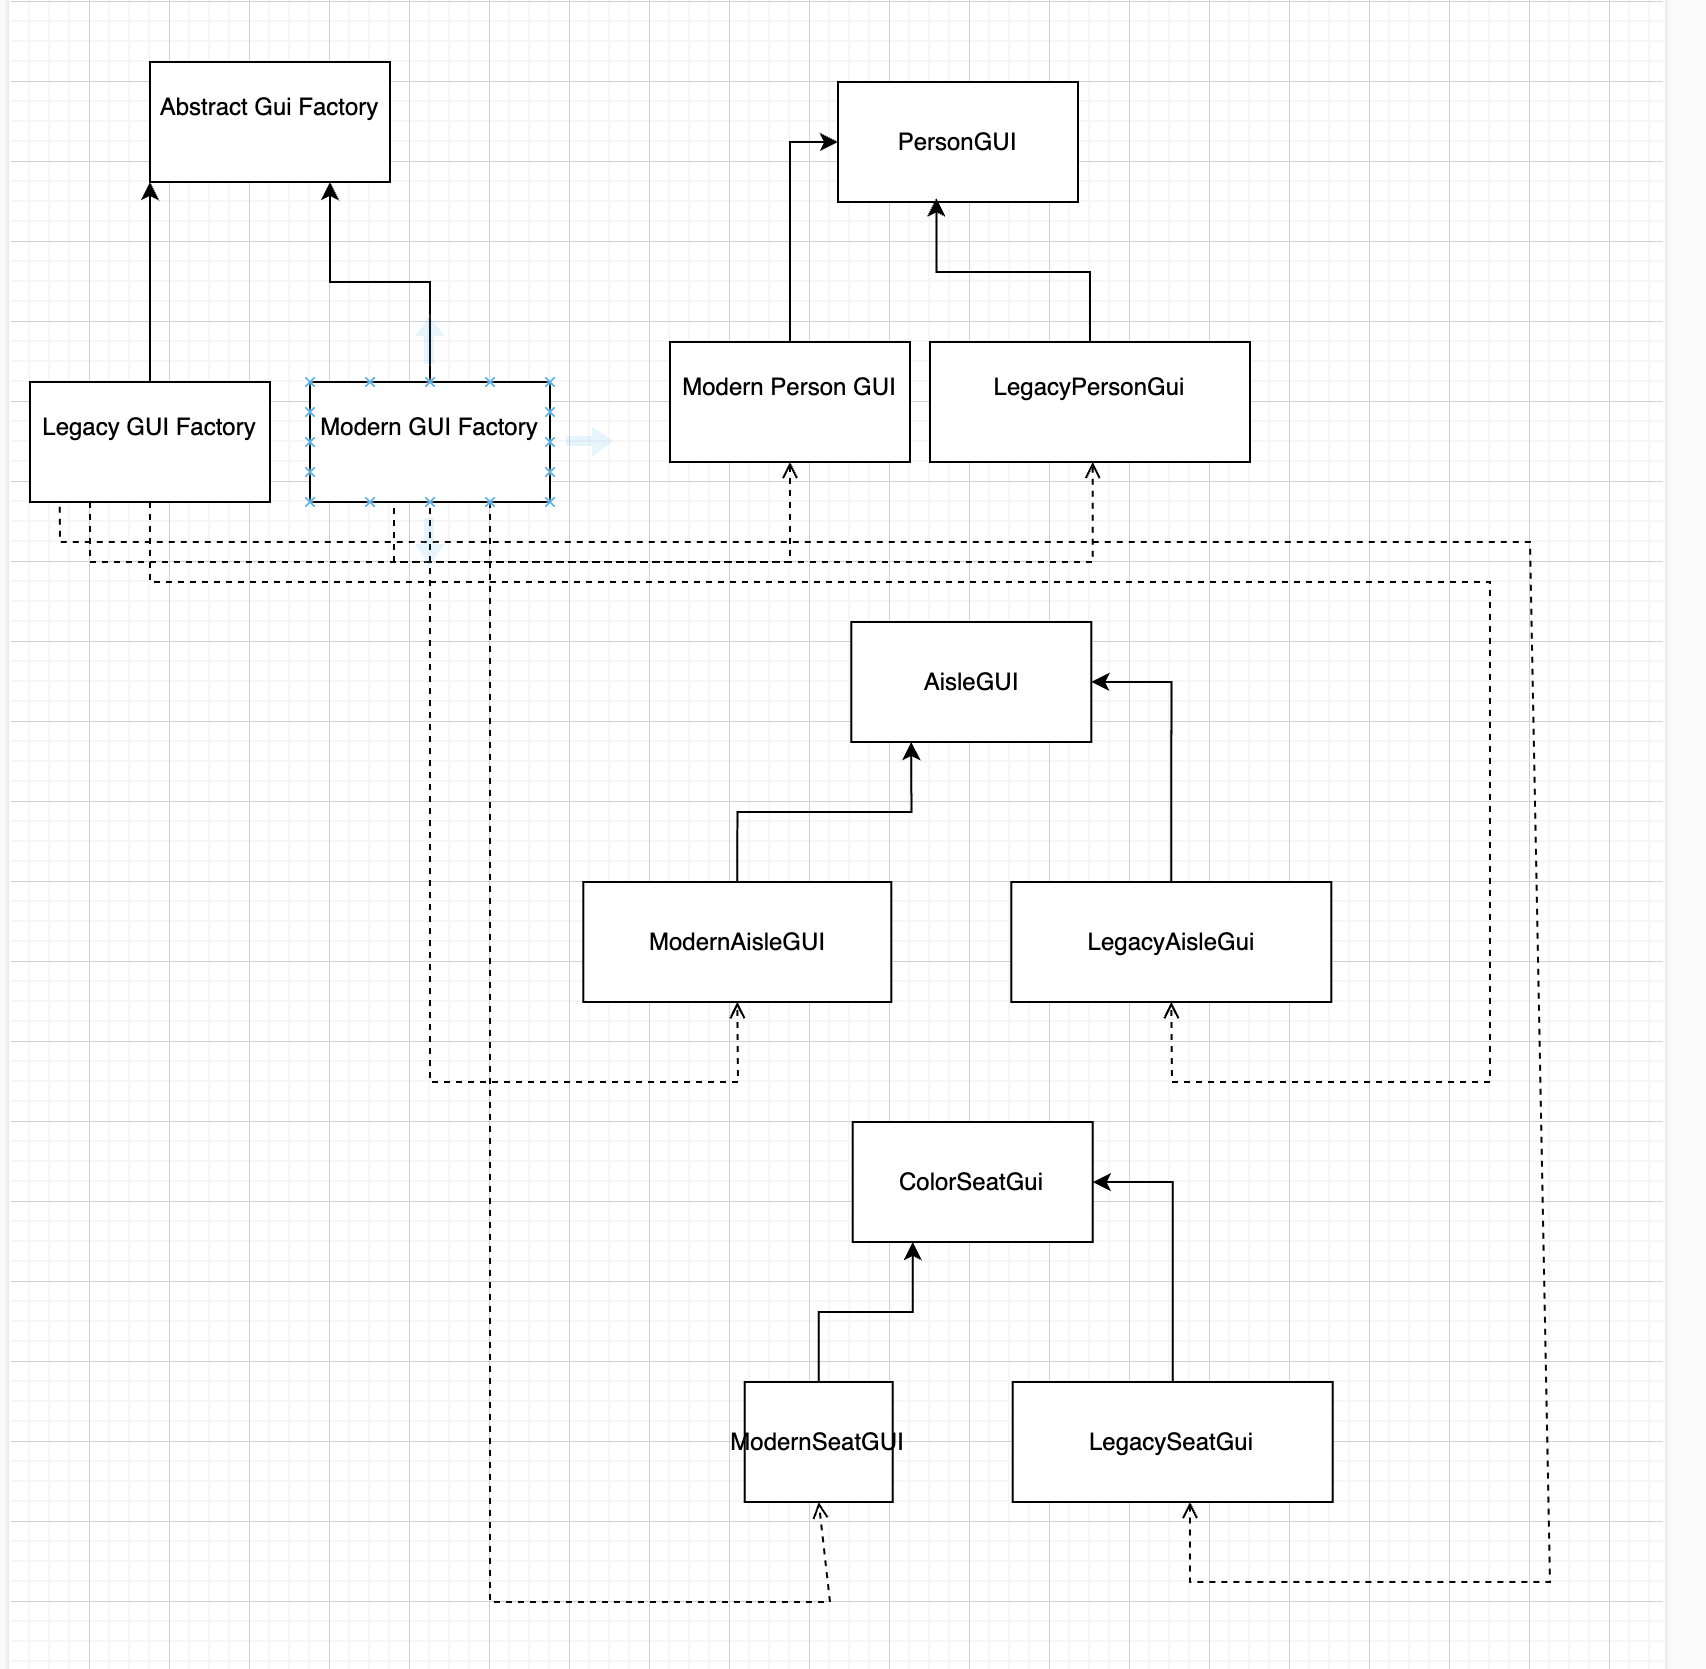 Abstract Gui Factory
PersonGUI
Legacy GUI Factory
Modern GUI Factory
Modern Person GUI
LegacyPersonGui
AisleGUI
ModernAisleGUI
LegacyAisleGui
ColorSeatGui
ModernSeatGUI
LegacySeatGui